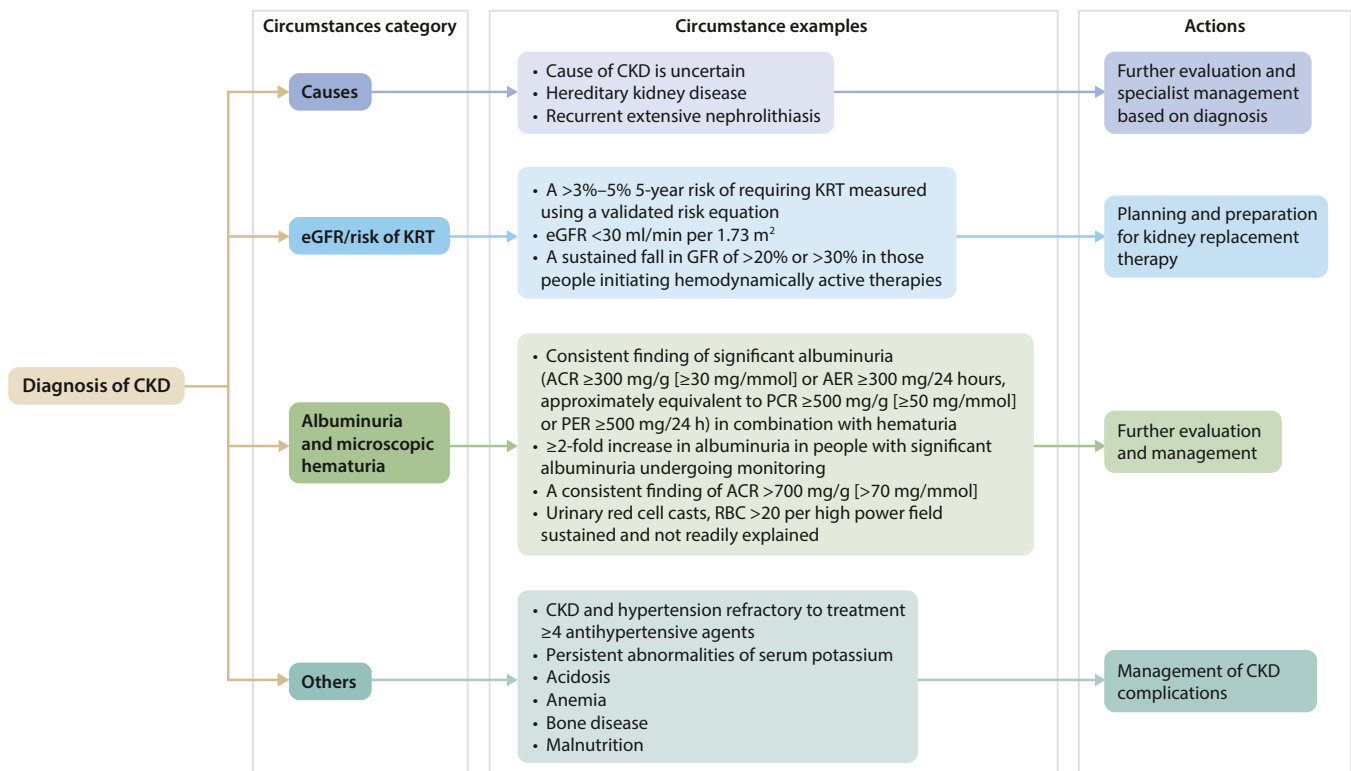 Circumstances category
Circumstance examples
Actions
Diagnosis of CKD
Causes
• Cause of CKD is uncertain
• Hereditary kidney disease
• Recurrent extensive nephrolithiasis
Further evaluation and
specialist management
based on diagnosis
eGFR/risk of KRT
• A >3%–5% 5-year risk of requiring KRT measured
using a validated risk equation
• eGFR <30 ml/min per 1.73 m²
• A sustained fall in GFR of >20% or >30% in those
people initiating hemodynamically active therapies
Planning and preparation
for kidney replacement
therapy
Albuminuria
and microscopic
hematuria
• Consistent finding of significant albuminuria
(ACR ≥300 mg/g [≥30 mg/mmol] or AER ≥300 mg/24 hours,
approximately equivalent to PCR ≥500 mg/g [≥50 mg/mmol]
or PER ≥500 mg/24 h) in combination with hematuria
• ≥2-fold increase in albuminuria in people with significant
albuminuria undergoing monitoring
• A consistent finding of ACR >700 mg/g [>70 mg/mmol]
• Urinary red cell casts, RBC >20 per high power field
sustained and not readily explained
Further evaluation
and management
Others
• CKD and hypertension refractory to treatment
≥4 antihypertensive agents
• Persistent abnormalities of serum potassium
• Acidosis
• Anemia
• Bone disease
• Malnutrition
Management of CKD
complications